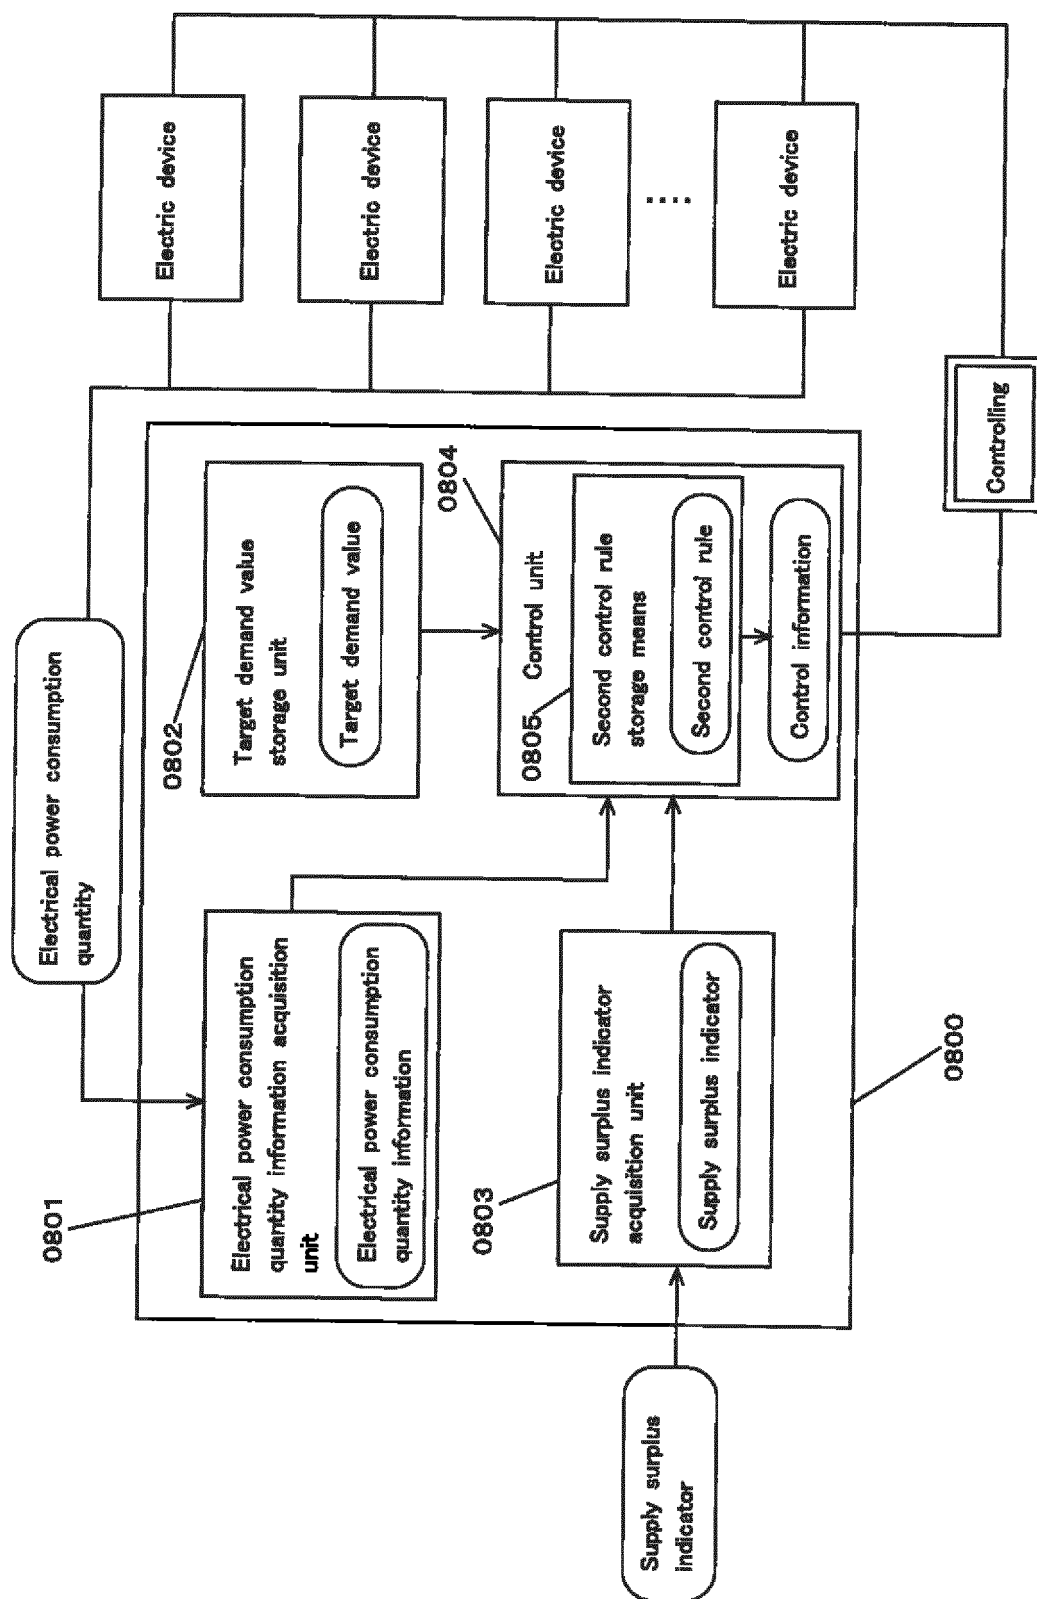 Electrical power consumption
quantity
0801
Electrical power consumption
quantity information acquisition
unit
Electrical power consumption
quantity information
0802
Target demand value
storage unit
Target demand value
0803
Supply surplus indicator
acquisition unit
Supply surplus indicator
Supply surplus
indicator
0804
Control unit
0805
Second control rule
storage means
Second control rule
Control information
0800
Controlling
Electric device
Electric device
Electric device
....
Electric device